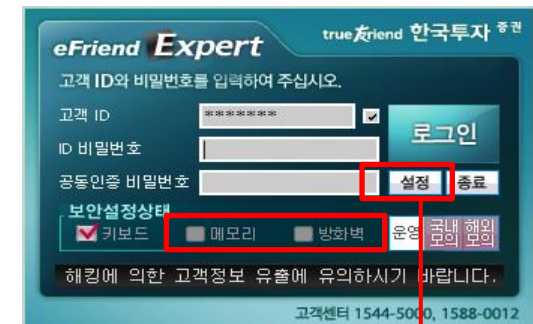 eFriend Expert
true friend 한국투자 증권
고객 ID와 비밀번호를 입력하여 주십시오.
고객 ID *******
로그인
ID 비밀번호
공동인증 비밀번호
설정 종료
보안설정상태
키보드 메모리 방화벽
운영 국내모의 해외모의
해킹에 의한 고객정보 유출에 유의하시기 바랍니다.
고객센터 1544-5000, 1588-0012